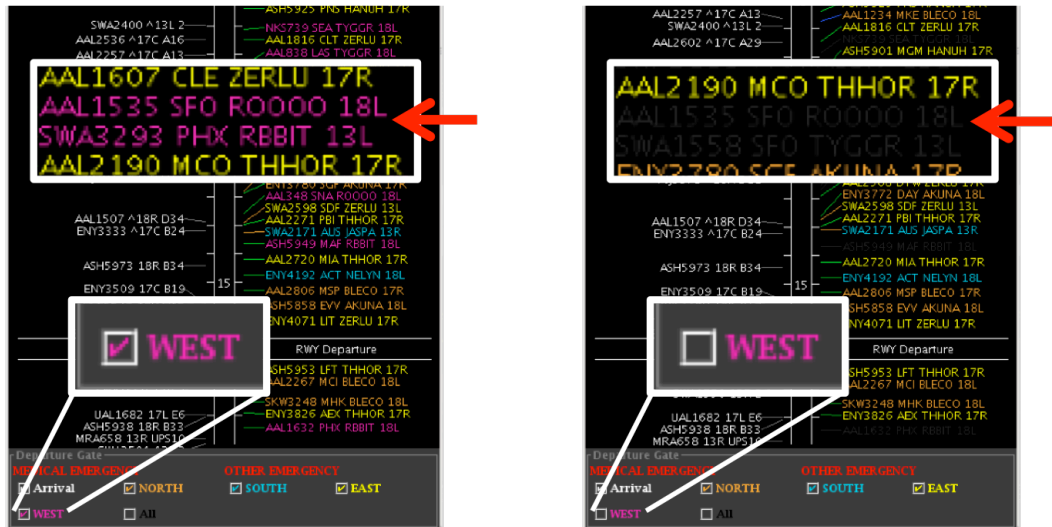 ASH5925 PNS HANUH 17R
SWA2400 ^13L 2
NKS739 SEA TYGGR 18L
AAL2536 ^17C A16
AAL1816 CLT ZERLU 17R
AAL2257 ^17C A13
AAL838 LAS TYGGR 18L
AAL1607 CLE ZERLU 17R
AAL1535 SFO ROOOO 18L
SWA3293 PHX RBBIT 13L
AAL2190 MCO THHOR 17R
ENY3780 SGF AKUNA 17R
AAL348 SNA ROOOO 18L
SWA2598 SDF ZERLU 13L
AAL1507 ^18R D34
AAL2271 PBI THHOR 17R
ENY3333 ^17C B24
SWA2171 AUS JASPA 13R
ASH5949 MAF RBBIT 18L
AAL2720 MIA THHOR 17R
ASH5973 18R B34
ENY4192 ACT NELYN 18L
ENY3509 17C B19
15
AAL2806 MSP BLECO 17R
ASH5858 EVV AKUNA 18L
ENY4071 LIT ZERLU 17R
WEST
RWY Departure
ASH5953 LFT THHOR 17R
AAL2267 MCI BLECO 18L
SKW3248 MHK BLECO 18L
UAL1682 17L E6
ENY3826 AEX THHOR 17R
ASH5938 18R B33
AAL1632 PHX RBBIT 18L
MRA658 13R UPS10
Departure Gate
MEDICAL EMERGENCY OTHER EMERGENCY
Arrival NORTH SOUTH EAST
WEST All
AAL2257 ^17C A13
AAL1234 MKE BLECO 18L
SWA2400 ^13L 2
AAL1816 CLT ZERLU 17R
AAL2602 ^17C A29
NKS739 SEA TYGGR 18L
ASH5901 MGM HANUH 17R
AAL2190 MCO THHOR 17R
AAL1535 SFO ROOOO 18L
SWA1558 SFO TYGGR 13L
ENY3780 SGF AKUNA 17R
ENY3772 DAY AKUNA 18L
SWA2598 SDF ZERLU 13L
AAL1507 ^18R D34
AAL2271 PBI THHOR 17R
ENY3333 ^17C B24
SWA2171 AUS JASPA 13R
ASH5949 MAF RBBIT 18L
AAL2720 MIA THHOR 17R
ASH5973 18R B34
ENY4192 ACT NELYN 18L
ENY3509 17C B19
15
AAL2806 MSP BLECO 17R
ASH5858 EVV AKUNA 18L
ENY4071 LIT ZERLU 17R
WEST
RWY Departure
ASH5953 LFT THHOR 17R
AAL2267 MCI BLECO 18L
SKW3248 MHK BLECO 18L
UAL1682 17L E6
ENY3826 AEX THHOR 17R
ASH5938 18R B33
AAL1632 PHX RBBIT 18L
MRA658 13R UPS10
Departure Gate
MEDICAL EMERGENCY OTHER EMERGENCY
Arrival NORTH SOUTH EAST
WEST All